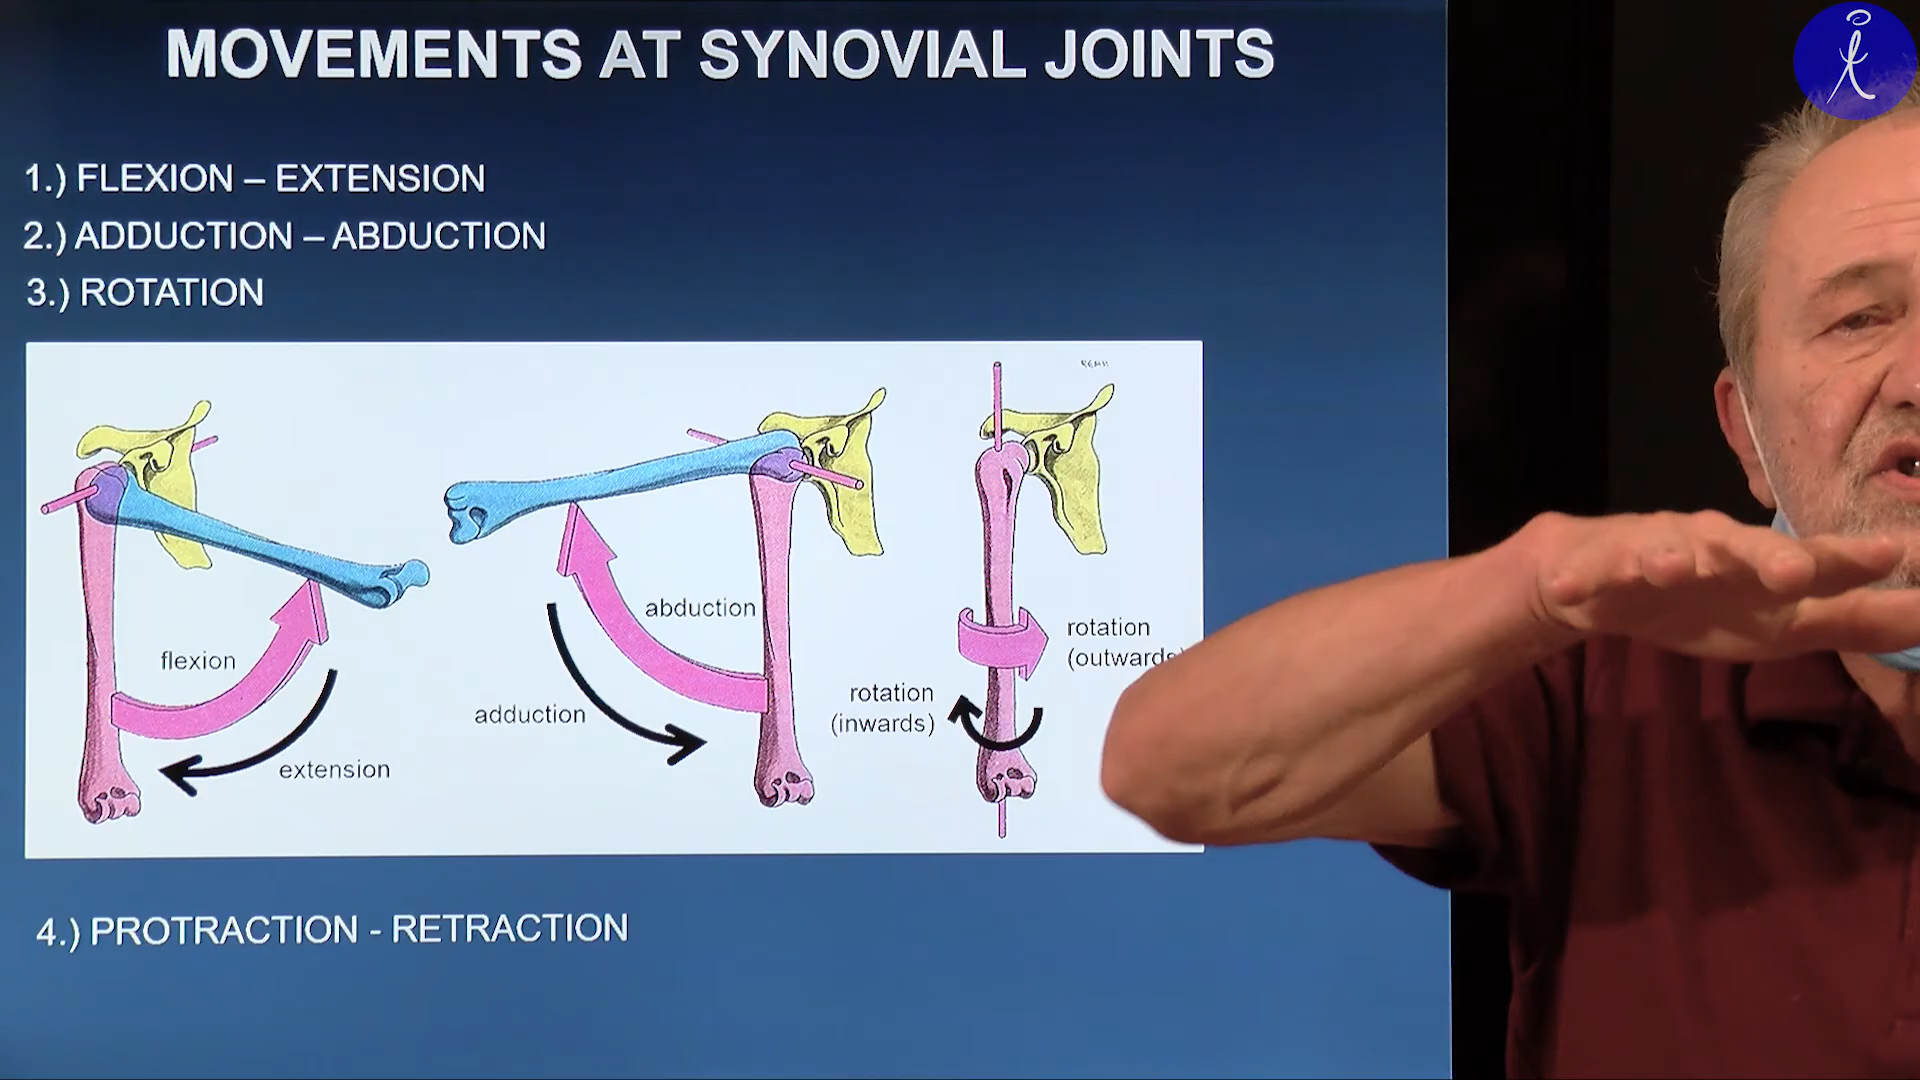 MOVEMENTS AT SYNOVIAL JOINTS
1.) FLEXION – EXTENSION
2.) ADDUCTION – ABDUCTION
3.) ROTATION
flexion
extension
abduction
adduction
rotation
(outwards)
rotation
(inwards)
4.) PROTRACTION - RETRACTION